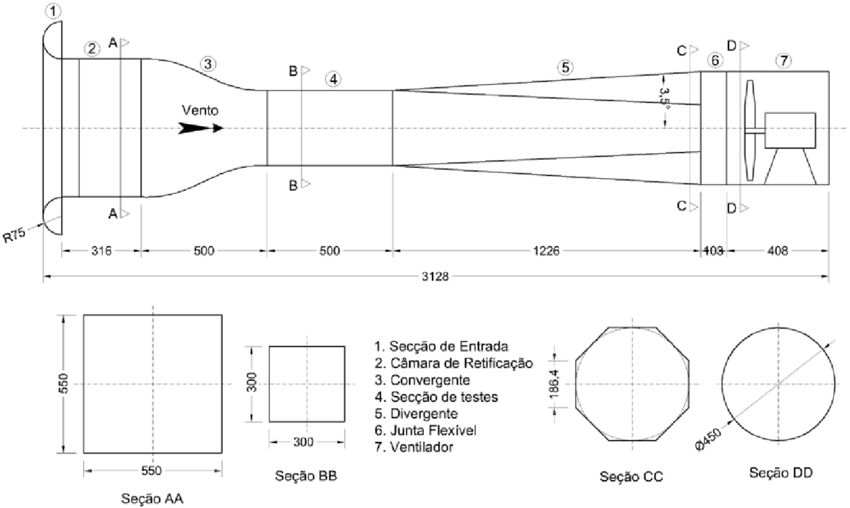 1
2
A
3
B
4
5
C
D
6
7
Vento
3,5°
A
B
C
D
R75
316
500
500
1226
103
408
3128
550
550
Seção AA
300
300
Seção BB
1. Secção de Entrada
2. Câmara de Retificação
3. Convergente
4. Secção de testes
5. Divergente
6. Junta Flexível
7. Ventilador
186,4
Seção CC
Ø450
Seção DD